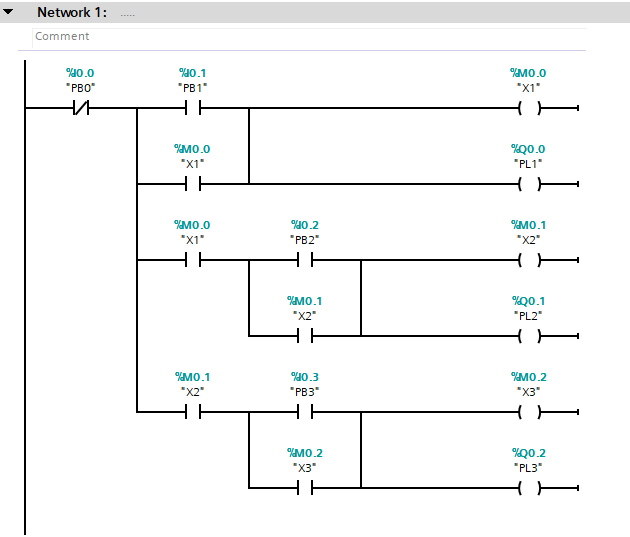 Network 1: .....
Comment
%I0.0 %I0.1 %M0.0
"PB0" "PB1" "X1"
%M0.0 %Q0.0
"X1" "PL1"
%M0.0 %I0.2 %M0.1
"X1" "PB2" "X2"
%M0.1 %Q0.1
"X2" "PL2"
%M0.1 %I0.3 %M0.2
"X2" "PB3" "X3"
%M0.2 %Q0.2
"X3" "PL3"